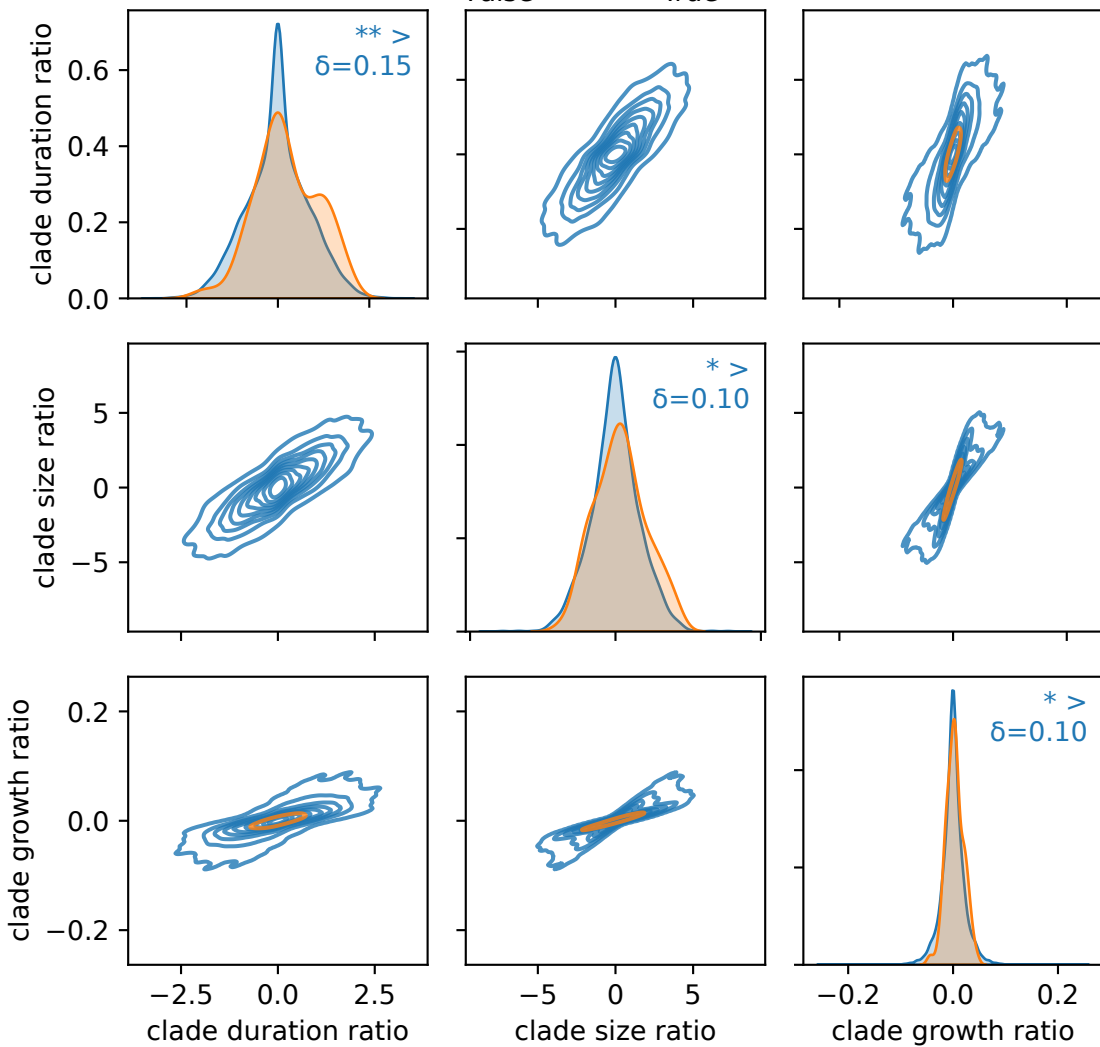 ** >
δ=0.15
clade duration ratio
0.6
0.4
0.2
0.0
* >
δ=0.10
clade size ratio
5
0
−5
* >
δ=0.10
clade growth ratio
0.2
0.0
−0.2
−2.5 0.0 2.5 −5 0 5 −0.2 0.0 0.2
clade duration ratio clade size ratio clade growth ratio